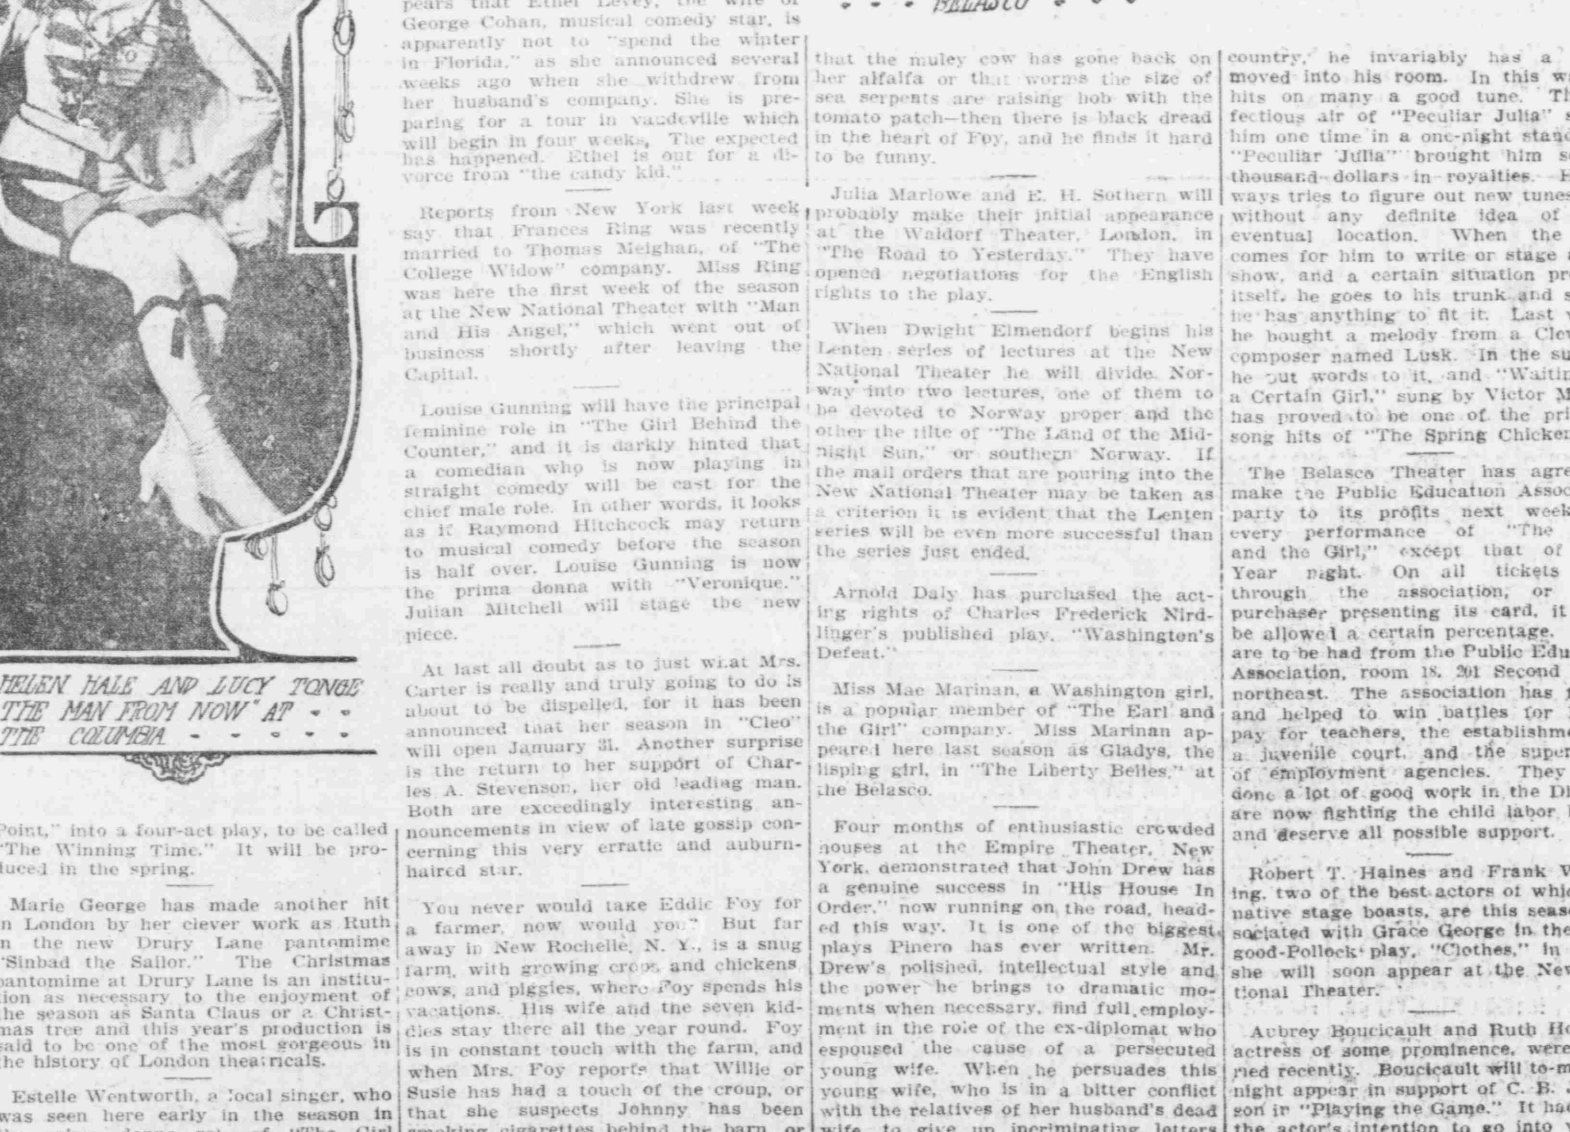 BELASCO
HELEN HALE AND LUCY TONGE
THE MAN FROM NOW" AT - -
THE COLUMBIA - - - - -
Point," into a four-act play, to be called
"The Winning Time." It will be pro-
duced in the spring.
Marie George has made another hit
in London by her clever work as Ruth
in the new Drury Lane pantomime
"Sinbad the Sailor." The Christmas
pantomime at Drury Lane is an institu-
tion as necessary to the enjoyment of
the season as Santa Claus or a Christ-
mas tree and this year's production is
said to be one of the most gorgeous in
the history of London theatricals.
Estelle Wentworth, a local singer, who
was seen here early in the season in
pears that Ethel Levey, the wife of
George Cohan, musical comedy star, is
apparently not to "spend the winter
in Florida," as she announced several
weeks ago when she withdrew from
her husband's company. She is pre-
paring for a tour in vaudeville which
will begin in four weeks. The expected
has happened. Ethel is out for a di-
vorce from "the candy kid."
Reports from New York last week
say that Frances Ring was recently
married to Thomas Meighan, of "The
College Widow" company. Miss Ring
was here the first week of the season
at the New National Theater with "Man
and His Angel," which went out of
business shortly after leaving the
Capital.
Louise Gunning will have the principal
feminine role in "The Girl Behind the
Counter," and it is darkly hinted that
a comedian who is now playing in
straight comedy will be cast for the
chief male role. In other words, it looks
as if Raymond Hitchcock may return
to musical comedy before the season
is half over. Louise Gunning is now
the prima donna with "Veronique."
Julian Mitchell will stage the new
piece.
At last all doubt as to just what Mrs.
Carter is really and truly going to do is
about to be dispelled, for it has been
announced that her season in "Cleo"
will open January 31. Another surprise
is the return to her support of Char-
les A. Stevenson, her old leading man.
Both are exceedingly interesting an-
nouncements in view of late gossip con-
cerning this very erratic and auburn-
haired star.
You never would take Eddie Foy for
a farmer, now would you? But far
away in New Rochelle, N. Y., is a snug
farm, with growing crops and chickens
cows, and piggies, where Foy spends his
vacations. His wife and the seven kid-
dies stay there all the year round. Foy
is in constant touch with the farm, and
when Mrs. Foy reports that Willie or
Susie has had a touch of the croup, or
that she suspects Johnny has been
smoking cigarettes behind the barn, or
that the muley cow has gone back on
her alfalfa or that worms the size of
sea serpents are raising hob with the
tomato patch—then there is black dread
in the heart of Foy, and he finds it hard
to be funny.
Julia Marlowe and E. H. Sothern will
probably make their initial appearance
at the Waldorf Theater, London, in
"The Road to Yesterday." They have
opened negotiations for the English
rights to the play.
When Dwight Elmendorf begins his
Lenten series of lectures at the New
National Theater he will divide Nor-
way into two lectures, one of them to
be devoted to Norway proper and the
other the tilte of "The Land of the Mid-
night Sun," or southern Norway. If
the mail orders that are pouring into the
New National Theater may be taken as
a criterion it is evident that the Lenten
series will be even more successful than
the series just ended.
Arnold Daly has purchased the act-
ing rights of Charles Frederick Nird-
linger's published play, "Washington's
Defeat."
Miss Mae Marinan, a Washington girl,
is a popular member of "The Earl and
the Girl" company. Miss Marinan ap-
peared here last season as Gladys, the
lisping girl, in "The Liberty Belles," at
the Belasco.
Four months of enthusiastic crowded
houses at the Empire Theater, New
York, demonstrated that John Drew has
a genuine success in "His House In
Order," now running on the road, head-
ed this way. It is one of the biggest
plays Pinero has ever written. Mr.
Drew's polished, intellectual style and
the power he brings to dramatic mo-
ments when necessary, find full employ-
ment in the role of the ex-diplomat who
espoused the cause of a persecuted
young wife. When he persuades this
young wife, who is in a bitter conflict
with the relatives of her husband's dead
wife, to give up incriminating letters
country, he invariably has a
moved into his room. In this w
hits on many a good tune. Th
fectious air of "Peculiar Julia" s
him one time in a one-night stand
"Peculiar Julia" brought him s
thousand dollars in royalties. H
ways tries to figure out new tunes
without any definite idea of
eventual location. When the
comes for him to write or stage
show, and a certain situation pr
itself, he goes to his trunk and s
he has anything to fit it. Last
he bought a melody from a Cle
composer named Lusk. In the su
he put words to it, and "Waitin
a Certain Girl," sung by Victor M
has proved to be one of the pri
song hits of "The Spring Chicken
The Belasco Theater has agre
make the Public Education Assoc
party to its profits next week
every performance of "The
and the Girl," except that of
Year night. On all tickets
through the association, or
purchaser presenting its card, it
be allowed a certain percentage.
are to be had from the Public Edu
Association, room 18, 201 Second
northeast. The association has
and helped to win battles for
pay for teachers, the establishme
a juvenile court, and the super
of employment agencies. They
done a lot of good work in the Di
are now fighting the child labor
and deserve all possible support.
Robert T. Haines and Frank W
ing, two of the best actors of whic
native stage boasts, are this seas
sociated with Grace George in the
good-Pollock play, "Clothes," in
she will soon appear at the New
tional Theater.
Aubrey Boucicault and Ruth Ho
actress of some prominence, were
ried recently. Boucicault will to-m
night appear in support of C. B.
son in "Playing the Game." It had
the actor's intention to go into